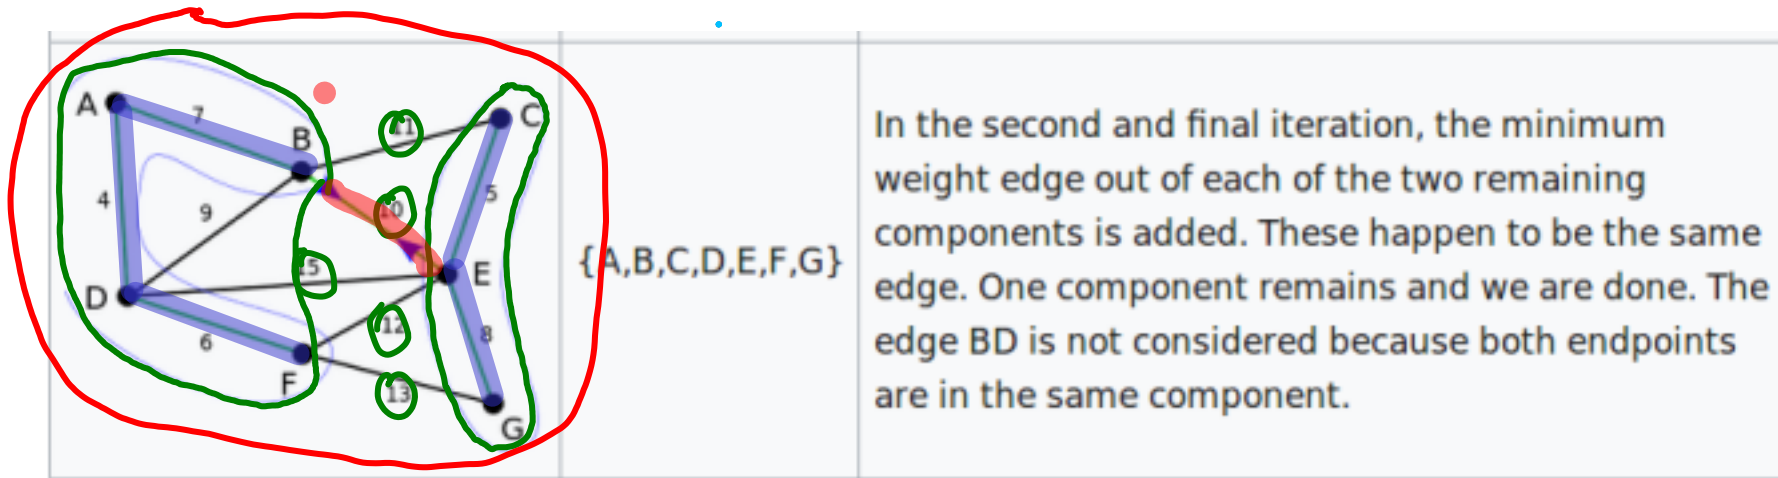 A
7
B
11
C
4
9
10
5
15
E
D
6
12
8
F
13
G
{A,B,C,D,E,F,G}
In the second and final iteration, the minimum
weight edge out of each of the two remaining
components is added. These happen to be the same
edge. One component remains and we are done. The
edge BD is not considered because both endpoints
are in the same component.